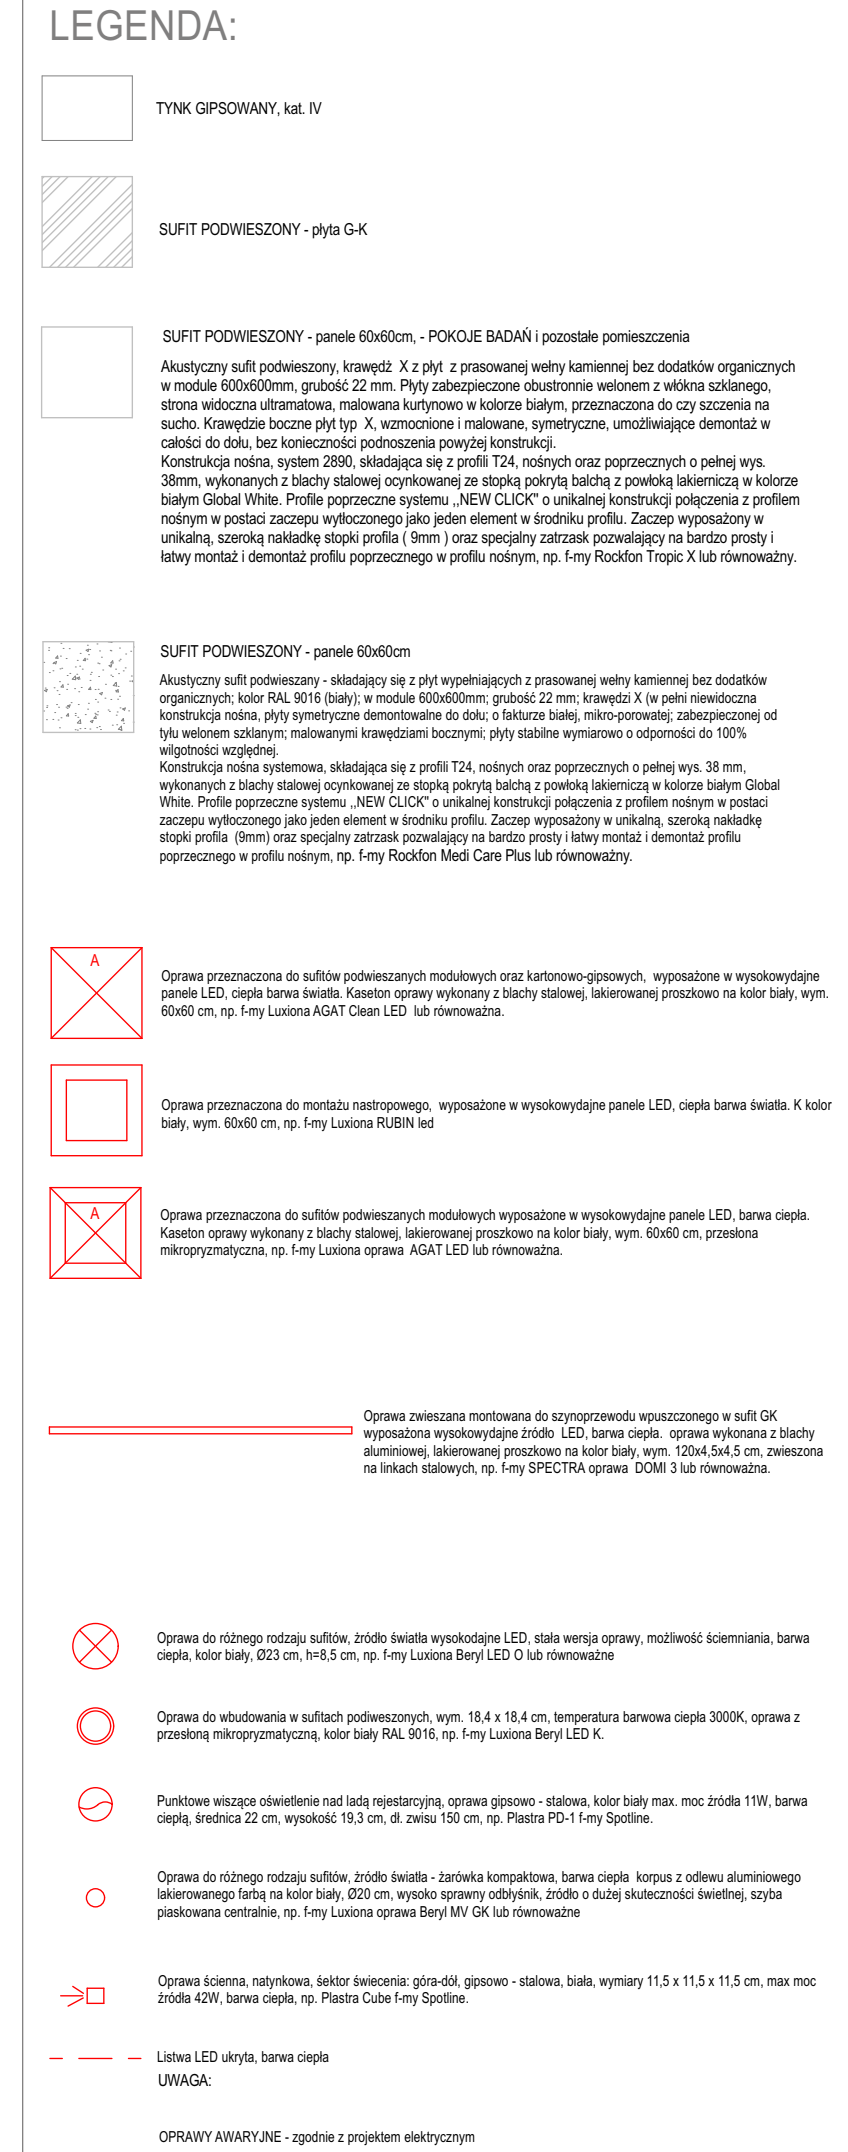 LEGENDA:
TYNK GIPSOWANY, kat. IV
SUFIT PODWIESZONY - płyta G-K
SUFIT PODWIESZONY - panele 60x60cm, - POKOJE BADAŃ i pozostałe pomieszczenia
Akustyczny sufit podwieszony, krawędź X z płyt z prasowanej wełny kamiennej bez dodatków organicznych
w module 600x600mm, grubość 22 mm. Płyty zabezpieczone obustronnie welonem z włókna szklanego,
strona widoczna ultramatowa, malowana kurtynowo w kolorze białym, przeznaczona do czy szczenia na
sucho. Krawędzie boczne płyt typ X, wzmocnione i malowane, symetryczne, umożliwiające demontaż w
całości do dołu, bez konieczności podnoszenia powyżej konstrukcji.
Konstrukcja nośna, system 2890, składająca się z profili T24, nośnych oraz poprzecznych o pełnej wys.
38mm, wykonanych z blachy stalowej ocynkowanej ze stopką pokrytą balchą z powłoką lakierniczą w kolorze
białym Global White. Profile poprzeczne systemu ,,NEW CLICK" o unikalnej konstrukcji połączenia z profilem
nośnym w postaci zaczepu wytłoczonego jako jeden element w środniku profilu. Zaczep wyposażony w
unikalną, szeroką nakładkę stopki profila ( 9mm ) oraz specjalny zatrzask pozwalający na bardzo prosty i
łatwy montaż i demontaż profilu poprzecznego w profilu nośnym, np. f-my Rockfon Tropic X lub równoważny.
SUFIT PODWIESZONY - panele 60x60cm
Akustyczny sufit podwieszany - składający się z płyt wypełniających z prasowanej wełny kamiennej bez dodatków
organicznych; kolor RAL 9016 (biały); w module 600x600mm; grubość 22 mm; krawędzi X (w pełni niewidoczna
konstrukcja nośna, płyty symetryczne demontowalne do dołu; o fakturze białej, mikro-porowatej; zabezpieczonej od
tyłu welonem szklanym; malowanymi krawędziami bocznymi; płyty stabilne wymiarowo o odporności do 100%
wilgotności względnej.
Konstrukcja nośna systemowa, składająca się z profili T24, nośnych oraz poprzecznych o pełnej wys. 38 mm,
wykonanych z blachy stalowej ocynkowanej ze stopką pokrytą balchą z powłoką lakierniczą w kolorze białym Global
White. Profile poprzeczne systemu ,,NEW CLICK" o unikalnej konstrukcji połączenia z profilem nośnym w postaci
zaczepu wytłoczonego jako jeden element w środniku profilu. Zaczep wyposażony w unikalną, szeroką nakładkę
stopki profila (9mm) oraz specjalny zatrzask pozwalający na bardzo prosty i łatwy montaż i demontaż profilu
poprzecznego w profilu nośnym, np. f-my Rockfon Medi Care Plus lub równoważny.
A
Oprawa przeznaczona do sufitów podwieszanych modułowych oraz kartonowo-gipsowych, wyposażone w wysokowydajne
panele LED, ciepła barwa światła. Kaseton oprawy wykonany z blachy stalowej, lakierowanej proszkowo na kolor biały, wym.
60x60 cm, np. f-my Luxiona AGAT Clean LED lub równoważna.
Oprawa przeznaczona do montażu nastropowego, wyposażone w wysokowydajne panele LED, ciepła barwa światła. K kolor
biały, wym. 60x60 cm, np. f-my Luxiona RUBIN led
A
Oprawa przeznaczona do sufitów podwieszanych modułowych wyposażone w wysokowydajne panele LED, barwa ciepła.
Kaseton oprawy wykonany z blachy stalowej, lakierowanej proszkowo na kolor biały, wym. 60x60 cm, przesłona
mikropryzmatyczna, np. f-my Luxiona oprawa AGAT LED lub równoważna.
Oprawa zwieszana montowana do szynoprzewodu wpuszczonego w sufit GK
wyposażona wysokowydajne źródło LED, barwa ciepła. oprawa wykonana z blachy
aluminiowej, lakierowanej proszkowo na kolor biały, wym. 120x4,5x4,5 cm, zwieszona
na linkach stalowych, np. f-my SPECTRA oprawa DOMI 3 lub równoważna.
Oprawa do różnego rodzaju sufitów, żródło światła wysokodajne LED, stała wersja oprawy, możliwość ściemniania, barwa
ciepła, kolor biały, Ø23 cm, h=8,5 cm, np. f-my Luxiona Beryl LED O lub równoważne
Oprawa do wbudowania w sufitach podiweszonych, wym. 18,4 x 18,4 cm, temperatura barwowa ciepła 3000K, oprawa z
przesłoną mikropryzmatyczną, kolor biały RAL 9016, np. f-my Luxiona Beryl LED K.
Punktowe wiszące oświetlenie nad ladą rejestarcyjną, oprawa gipsowo - stalowa, kolor biały max. moc źródła 11W, barwa
ciepłą, średnica 22 cm, wysokość 19,3 cm, dł. zwisu 150 cm, np. Plastra PD-1 f-my Spotline.
Oprawa do różnego rodzaju sufitów, żródło światła - żarówka kompaktowa, barwa ciepła korpus z odlewu aluminiowego
lakierowanego farbą na kolor biały, Ø20 cm, wysoko sprawny odbłyśnik, źródło o dużej skuteczności świetlnej, szyba
piaskowana centralnie, np. f-my Luxiona oprawa Beryl MV GK lub równoważne
Oprawa ścienna, natynkowa, śektor świecenia: góra-dół, gipsowo - stalowa, biała, wymiary 11,5 x 11,5 x 11,5 cm, max moc
źródła 42W, barwa ciepła, np. Plastra Cube f-my Spotline.
Listwa LED ukryta, barwa ciepła
UWAGA:
OPRAWY AWARYJNE - zgodnie z projektem elektrycznym